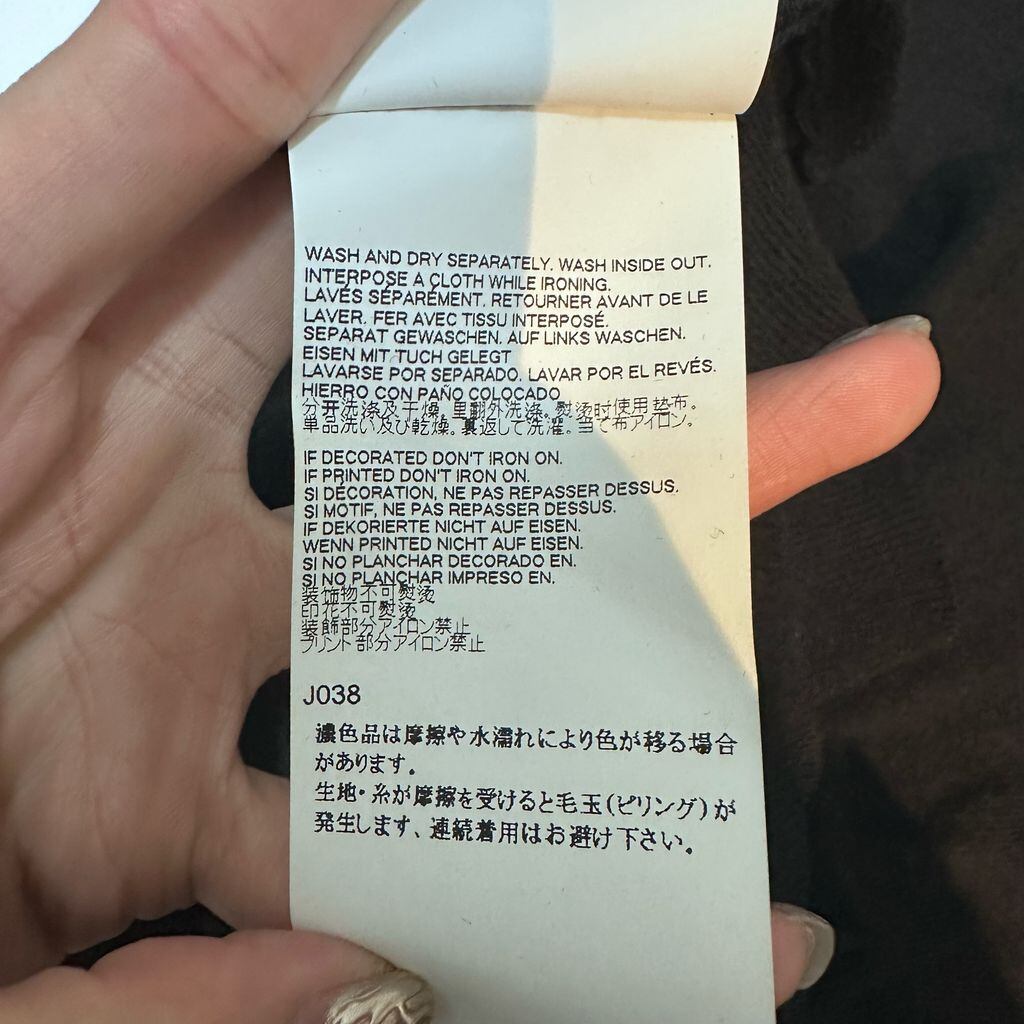 WASH AND DRY SEPARATELY. WASH INSIDE OUT.
INTERPOSE A CLOTH WHILE IRONING.
LAVÉS SÉPARÉMENT. RETOURNER AVANT DE LE
LAVER. FER AVEC TISSU INTERPOSÉ.
SEPARAT GEWASCHEN. AUF LINKS WASCHEN.
EISEN MIT TUCH GELEGT
LAVARSE POR SEPARADO. LAVAR POR EL REVÉS.
HIERRO CON PAÑO COLOCADO
分开洗涤及干燥。里翻外洗涤。熨烫时使用垫布。
単品洗い及び乾燥。裏返して洗濯。当て布アイロン。
IF DECORATED DON'T IRON ON.
IF PRINTED DON'T IRON ON.
SI DÉCORATION, NE PAS REPASSER DESSUS.
SI MOTIF, NE PAS REPASSER DESSUS.
IF DEKORIERTE NICHT AUF EISEN.
WENN PRINTED NICHT AUF EISEN.
SI NO PLANCHAR DECORADO EN.
SI NO PLANCHAR IMPRESO EN.
装饰物不可熨烫
印花不可熨烫
装飾部分アイロン禁止
プリント部分アイロン禁止
J038
濃色品は摩擦や水濡れにより色が移る場合
があります。
生地・糸が摩擦を受けると毛玉(ピリング)が
発生します、連続着用はお避け下さい。